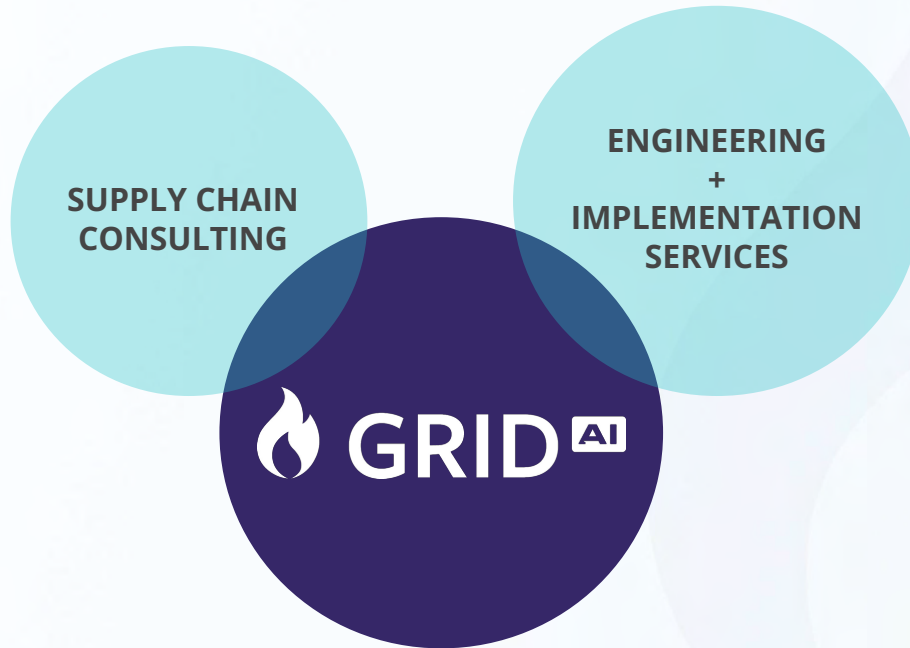 SUPPLY CHAIN
CONSULTING
ENGINEERING
+
IMPLEMENTATION
SERVICES
GRID AI